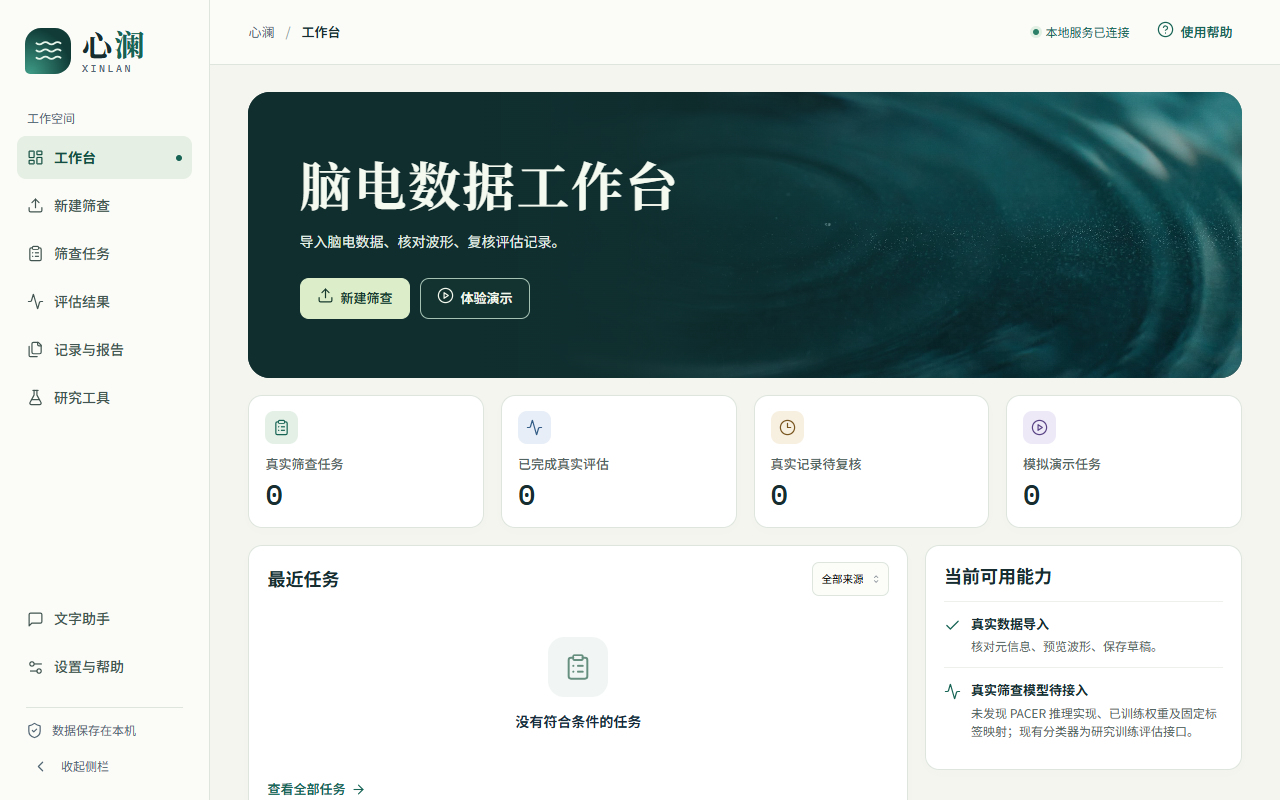 心澜
XINLAN
工作空间
工作台
新建筛查
筛查任务
评估结果
记录与报告
研究工具
文字助手
设置与帮助
数据保存在本机
收起侧栏
心澜 / 工作台
本地服务已连接
使用帮助
脑电数据工作台
导入脑电数据、核对波形、复核评估记录。
新建筛查
体验演示
真实筛查任务
0
已完成真实评估
0
真实记录待复核
0
模拟演示任务
0
最近任务
全部来源
没有符合条件的任务
查看全部任务
当前可用能力
真实数据导入
核对元信息、预览波形、保存草稿。
真实筛查模型待接入
未发现 PACER 推理实现、已训练权重及固定标
签映射；现有分类器为研究训练评估接口。